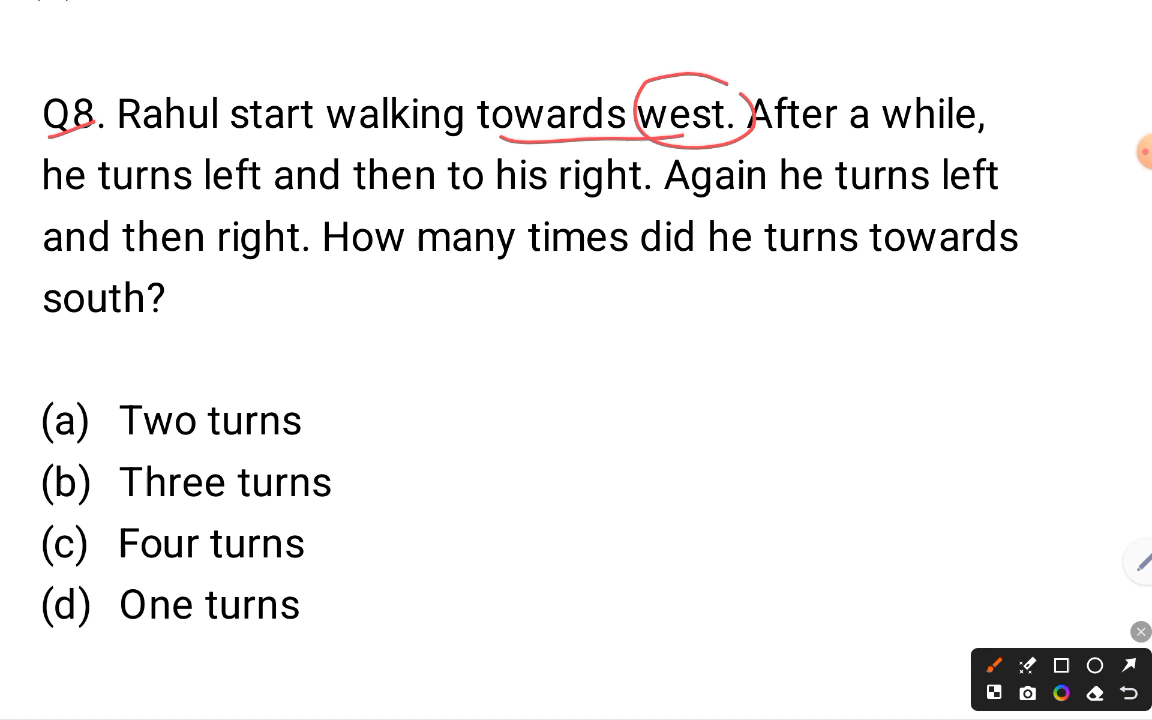 Q8. Rahul start walking towards west. After a while,
he turns left and then to his right. Again he turns left
and then right. How many times did he turns towards
south?
(a) Two turns
(b) Three turns
(c) Four turns
(d) One turns